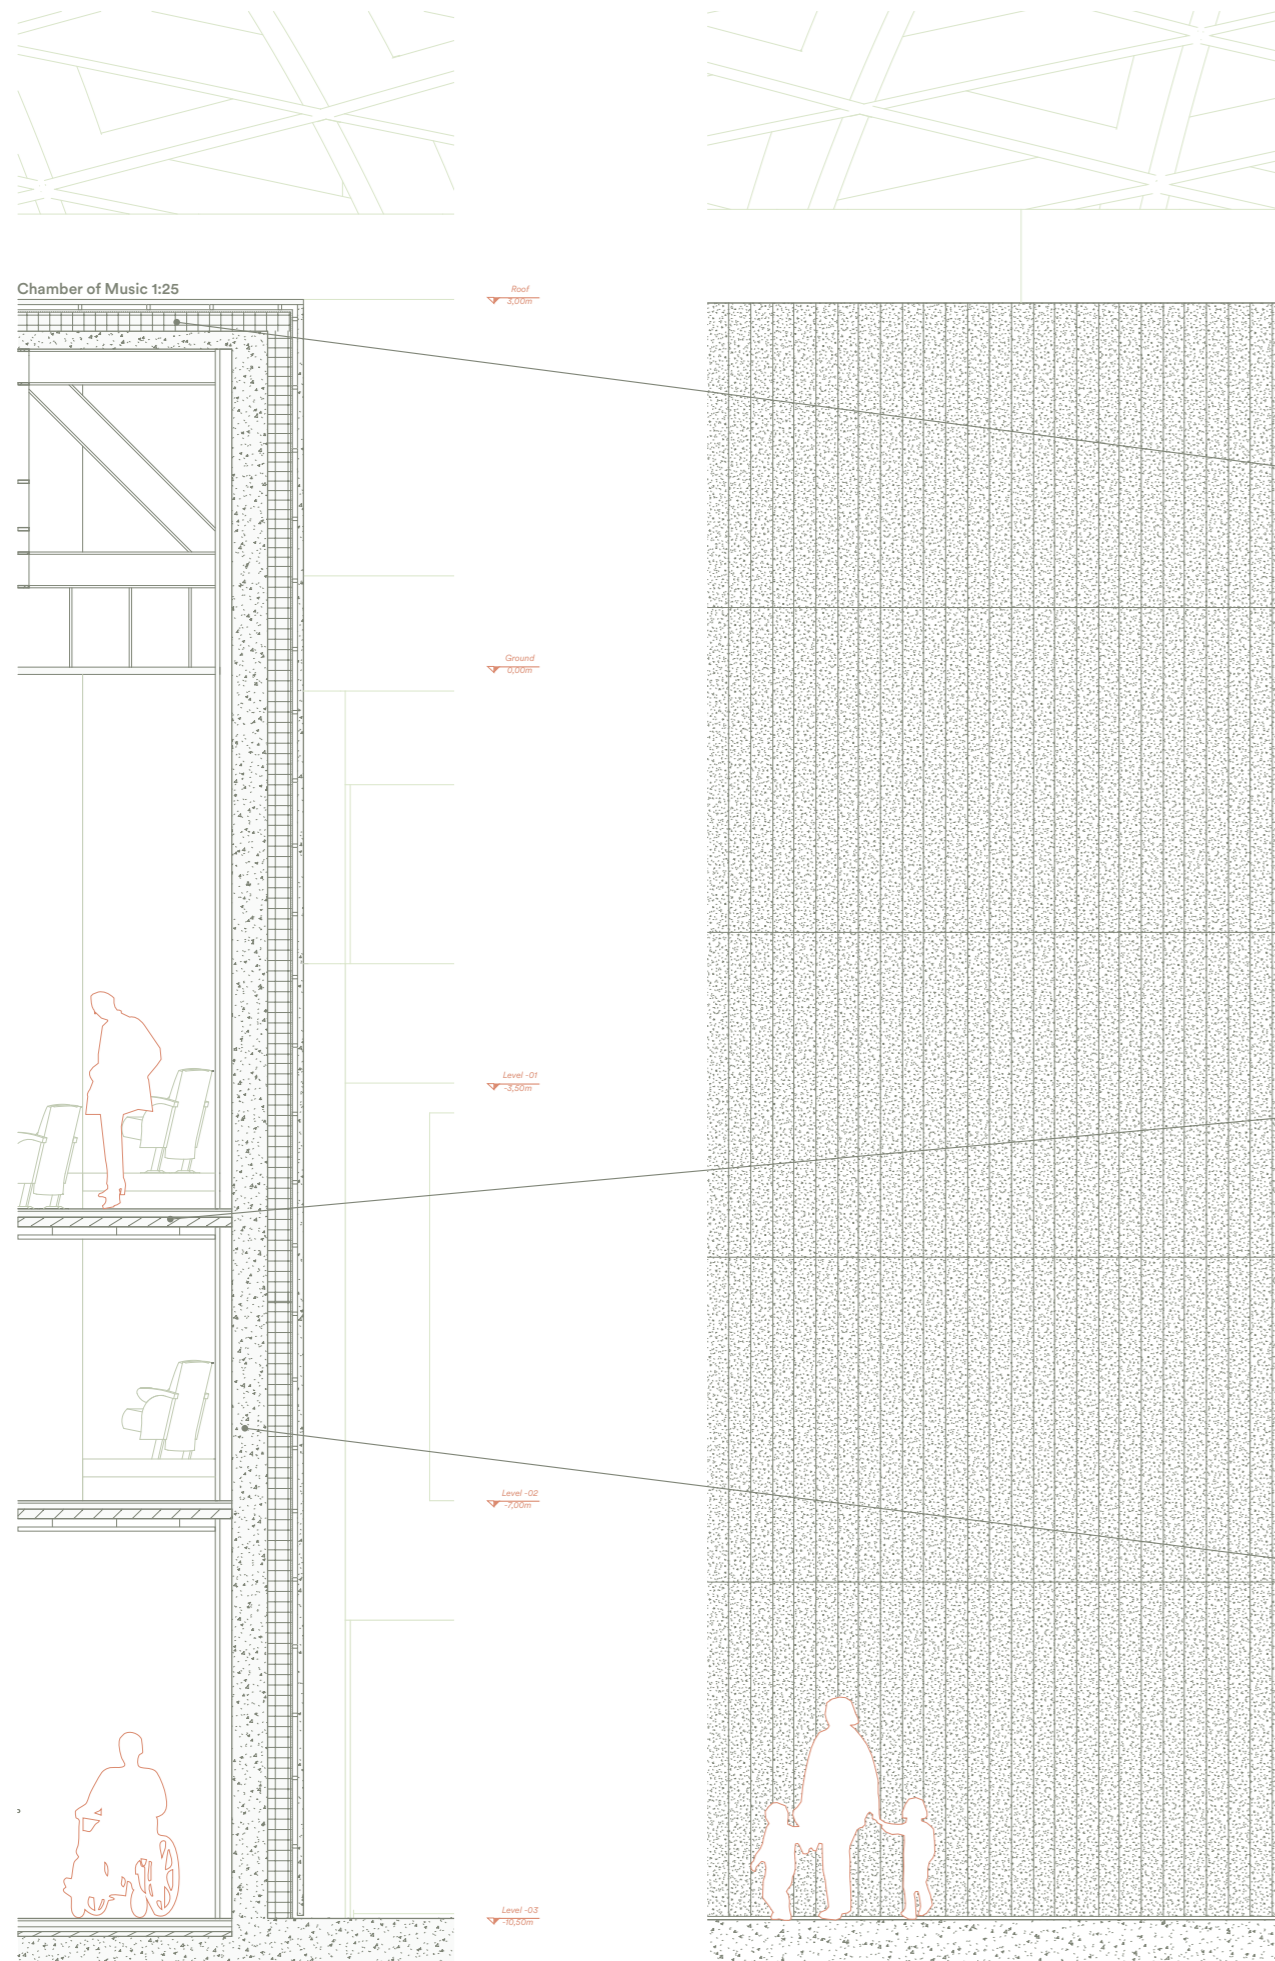 Chamber of Music 1:25
Roof
3,00m
Ground
0,00m
Level -01
-3,50m
Level -02
-7,00m
Level -03
-10,50m